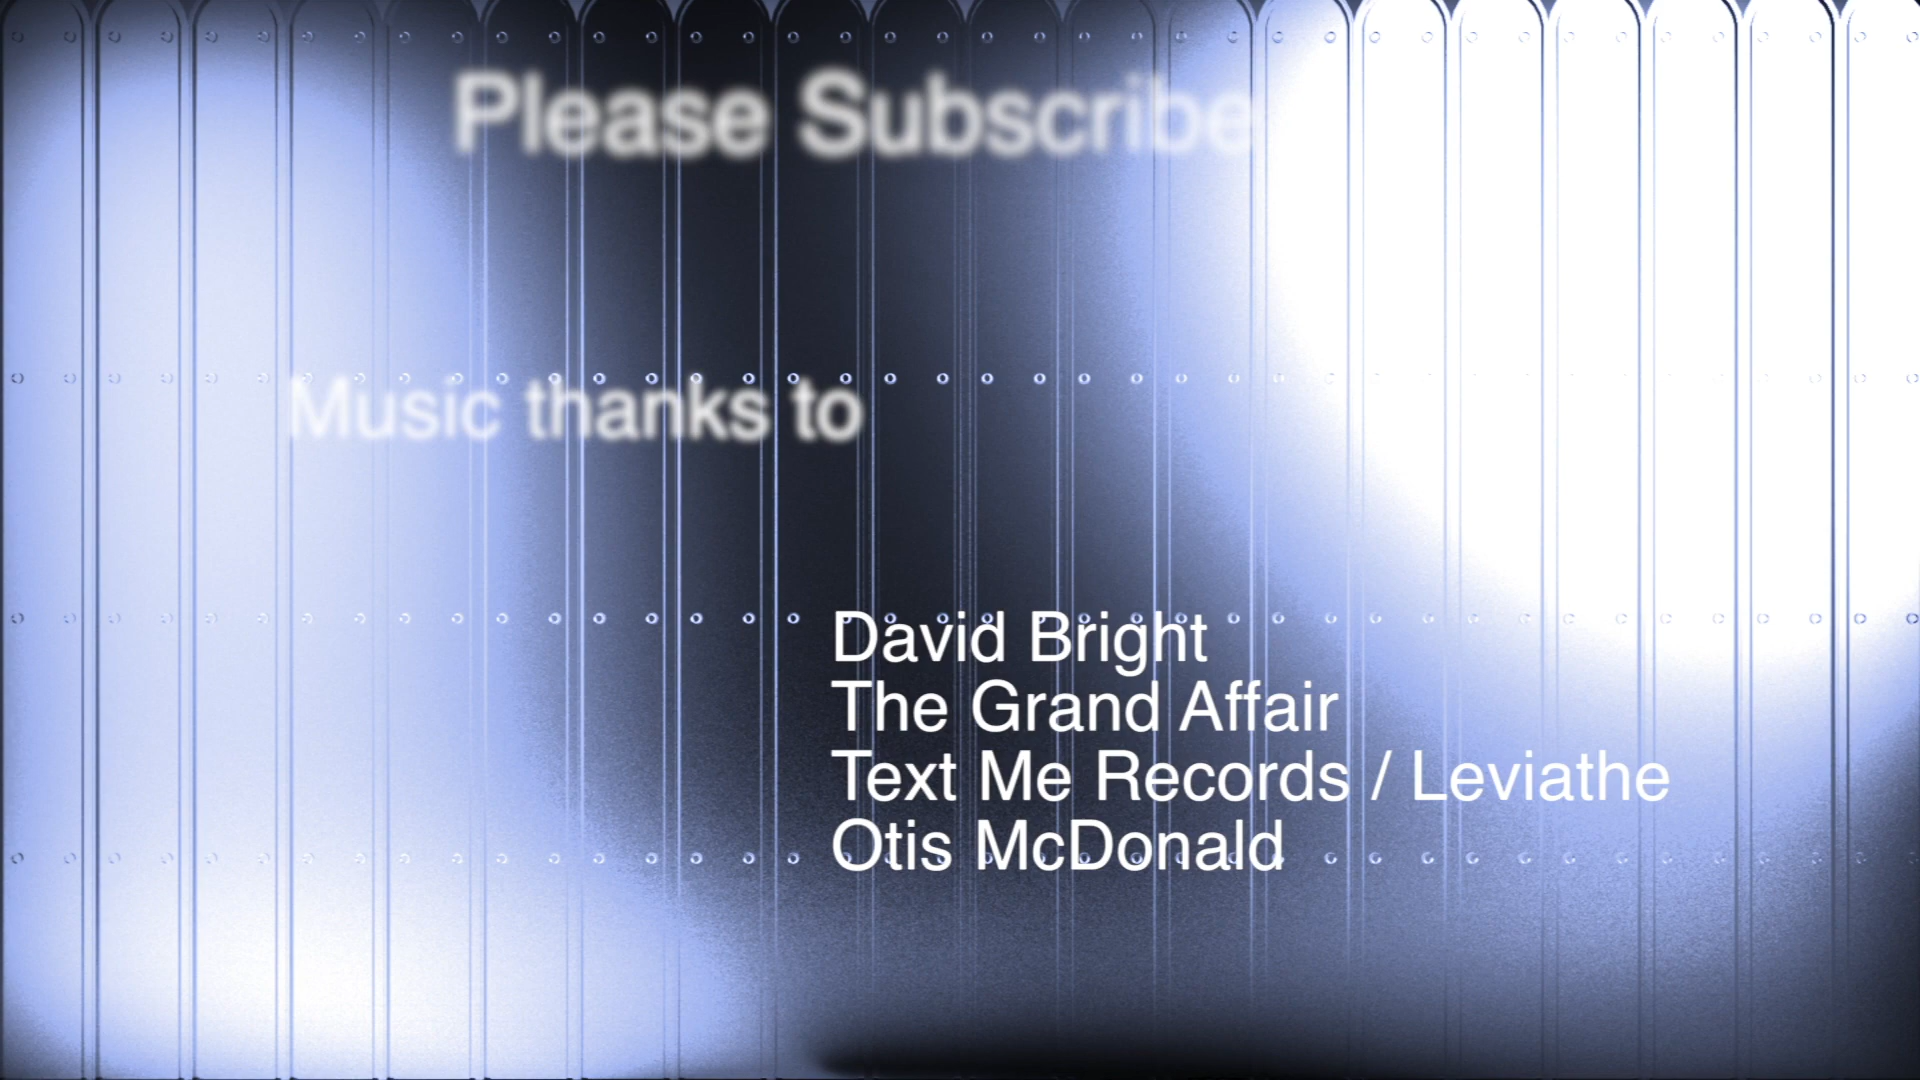 Please Subscribe
Music thanks to
David Bright
The Grand Affair
Text Me Records / Leviathe
Otis McDonald